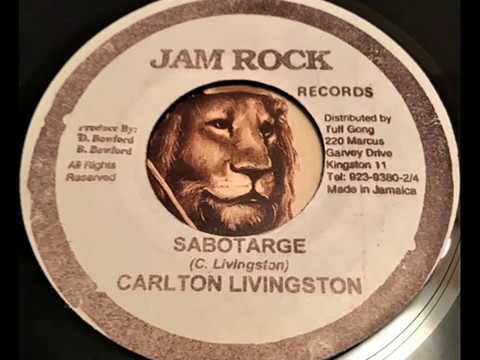 JAM ROCK
RECORDS
Produce By:
D. Bowford
B. Bowford
All Rights
Reserved
Distributed by
Tuff Gong
220 Marcus
Garvey Drive
Kingston 11
Tel: 923-9380-2/4
Made in Jamaica
SABOTARGE
(C. Livingston)
CARLTON LIVINGSTON